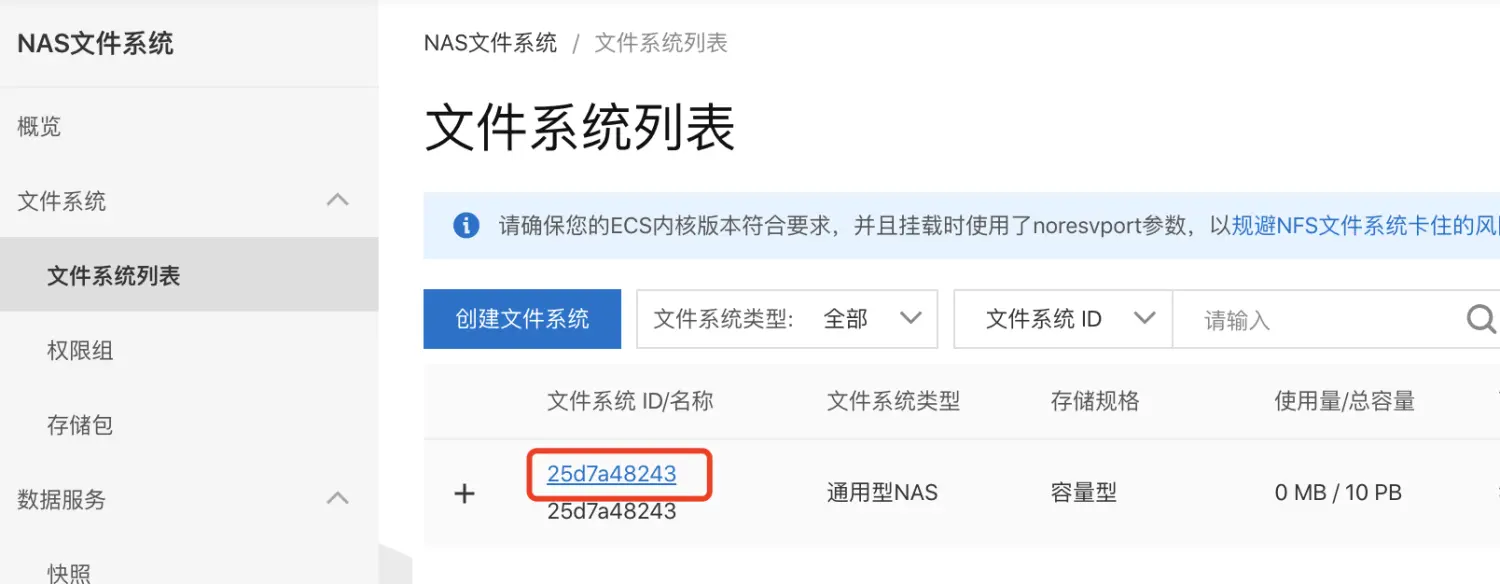 NAS文件系统
概览
文件系统
文件系统列表
权限组
存储包
数据服务
快照
NAS文件系统 / 文件系统列表
文件系统列表
请确保您的ECS内核版本符合要求，并且挂载时使用了noresvport参数，以规避NFS文件系统卡住的风
创建文件系统 文件系统类型: 全部 文件系统 ID 请输入
文件系统 ID/名称 文件系统类型 存储规格 使用量/总容量
25d7a48243
25d7a48243 通用型NAS 容量型 0 MB / 10 PB